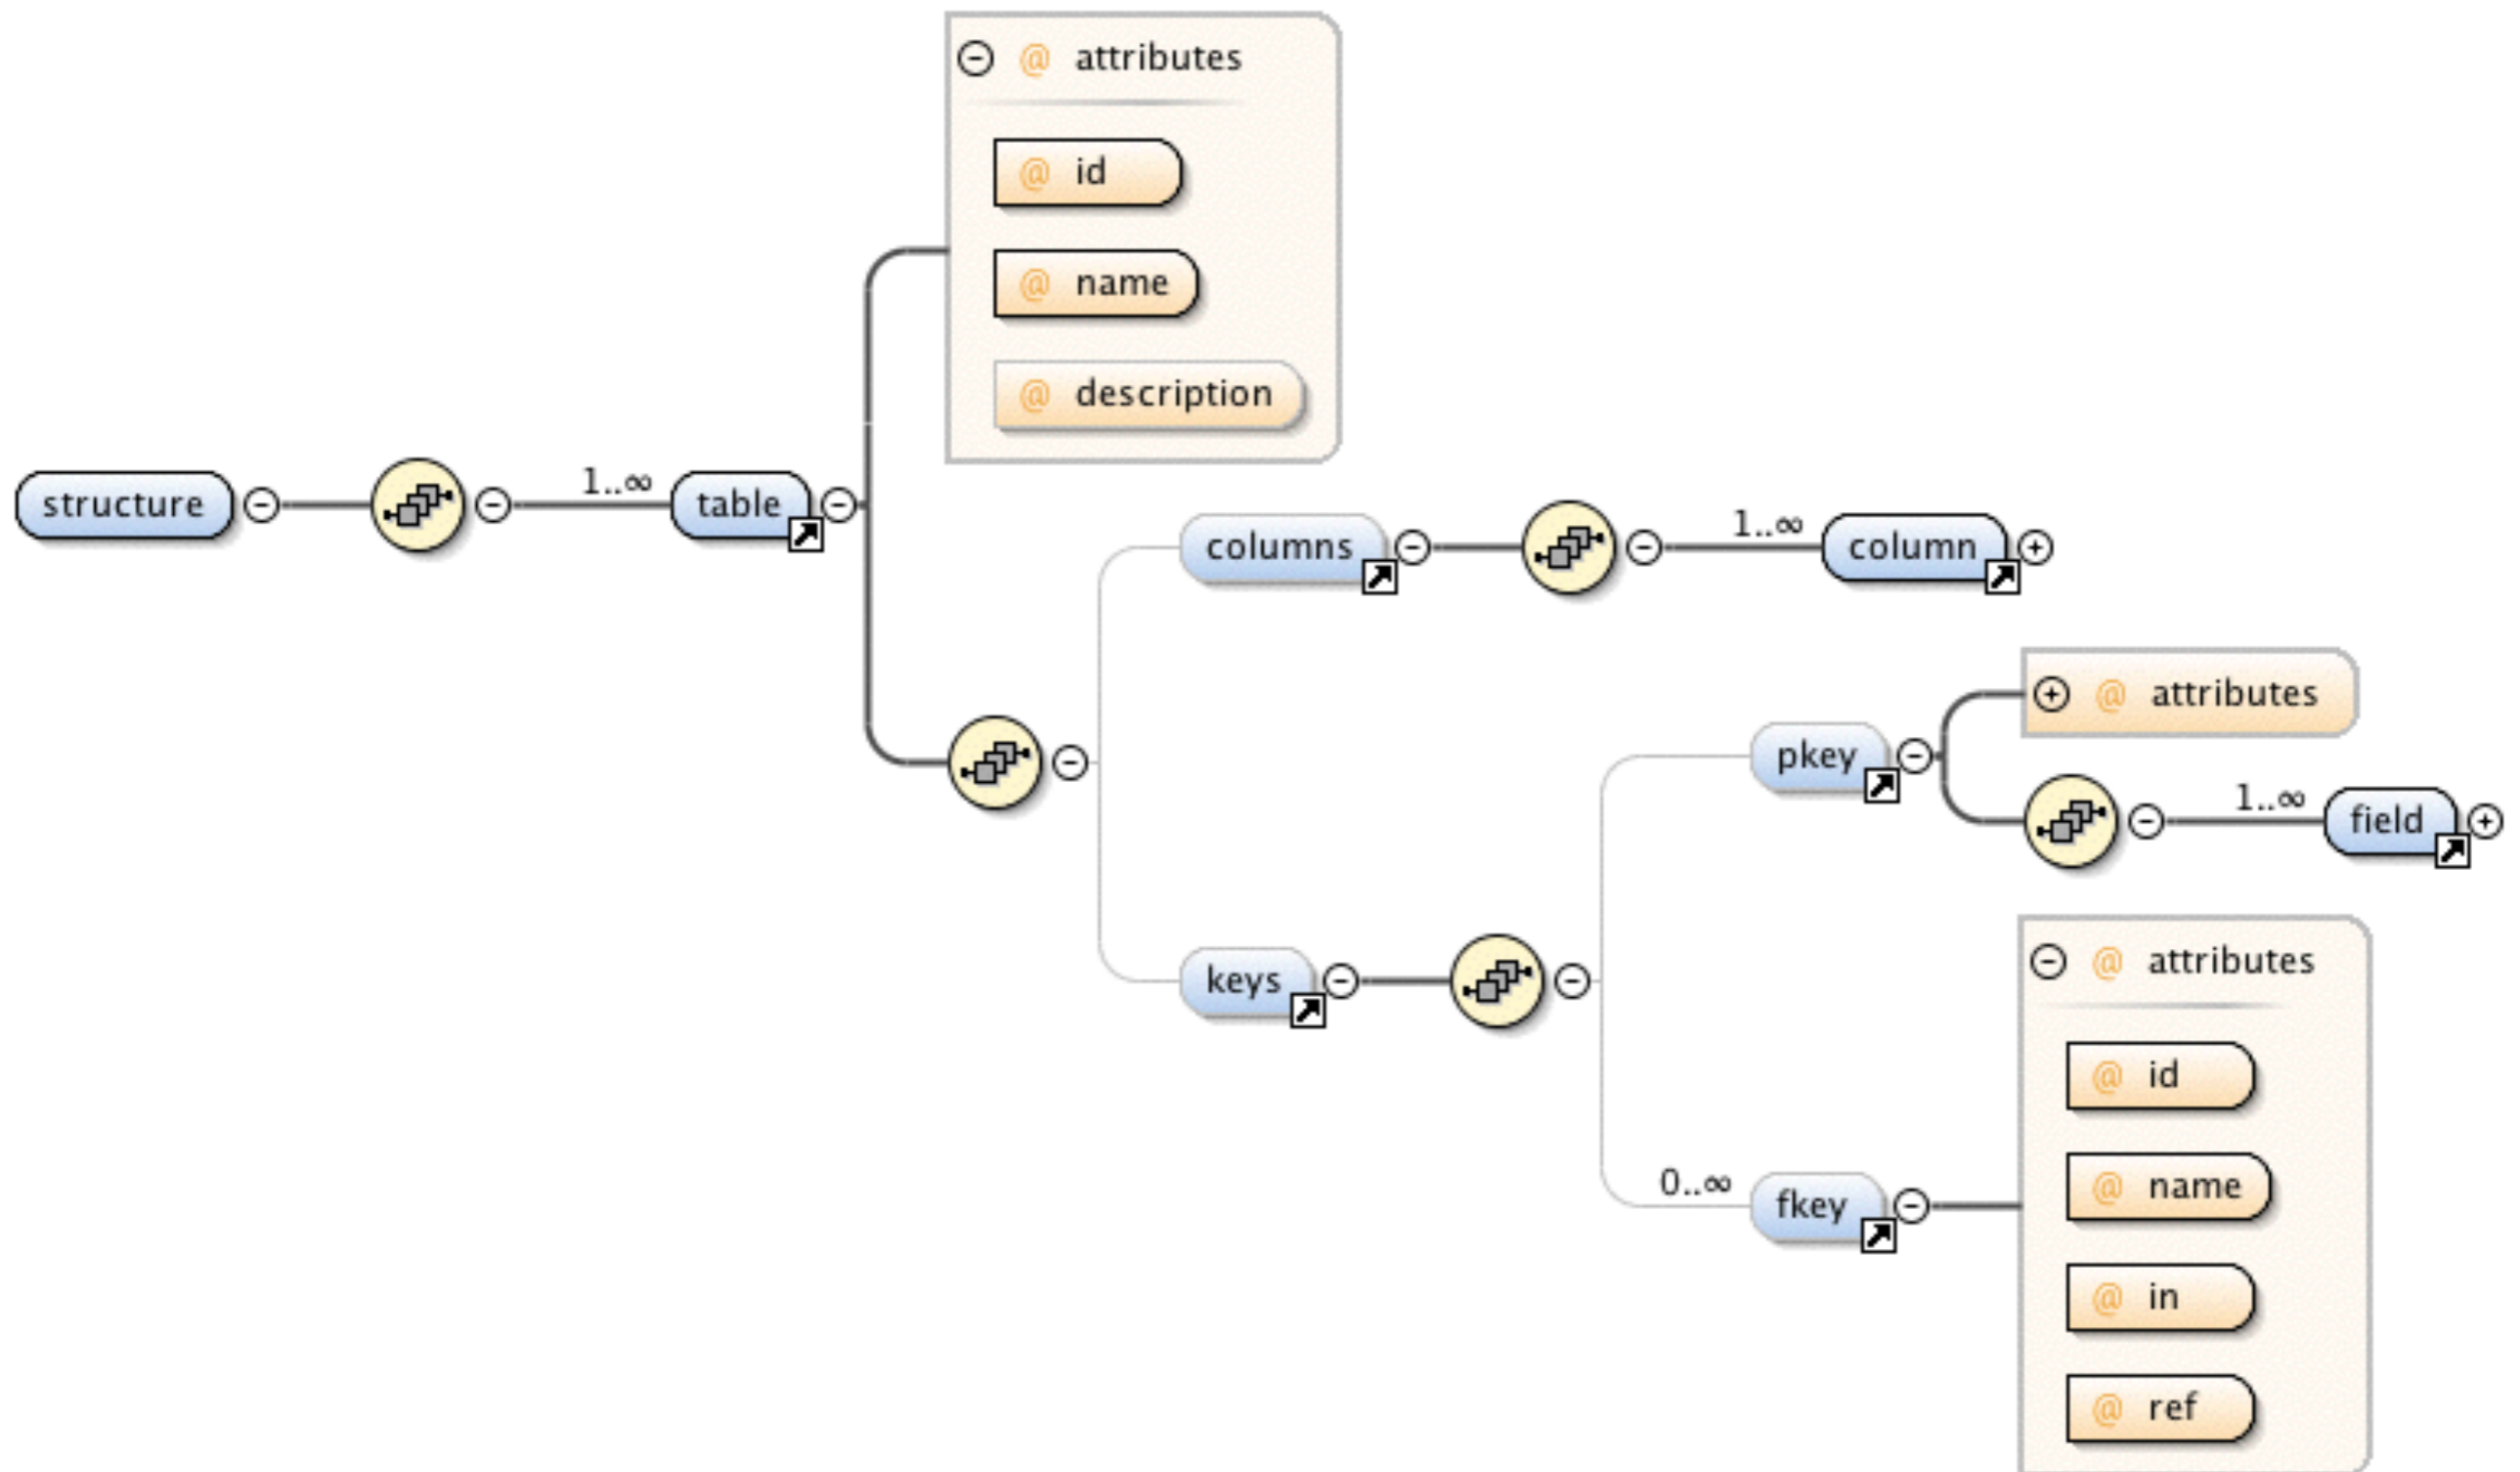 @ attributes
@ id
@ name
@ description
structure
1..∞
table
columns
1..∞
column
@ attributes
pkey
1..∞
field
@ attributes
keys
@ id
0..∞
fkey
@ name
@ in
@ ref